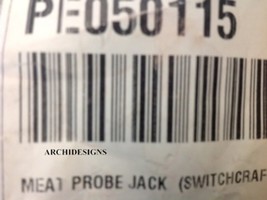 PE050115
ARCHIDESIGNS
MEAT PROBE JACK (SWITCHCRAF